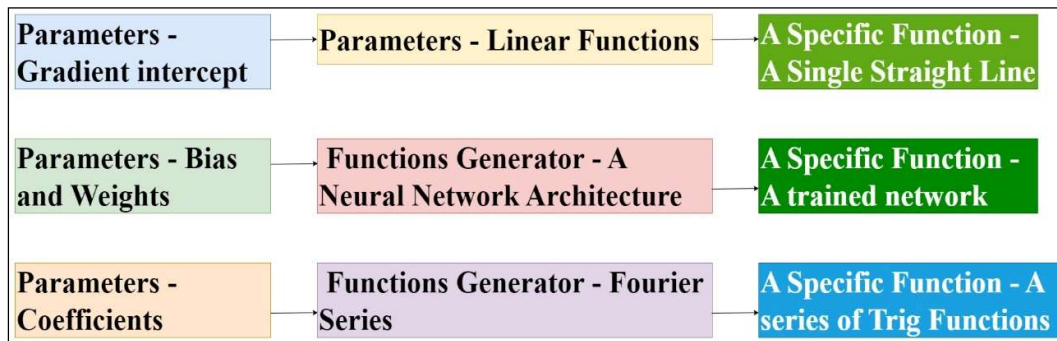 Parameters -
Gradient intercept
Parameters - Linear Functions
A Specific Function -
A Single Straight Line
Parameters - Bias
and Weights
Functions Generator - A
Neural Network Architecture
A Specific Function -
A trained network
Parameters -
Coefficients
Functions Generator - Fourier
Series
A Specific Function - A
series of Trig Functions